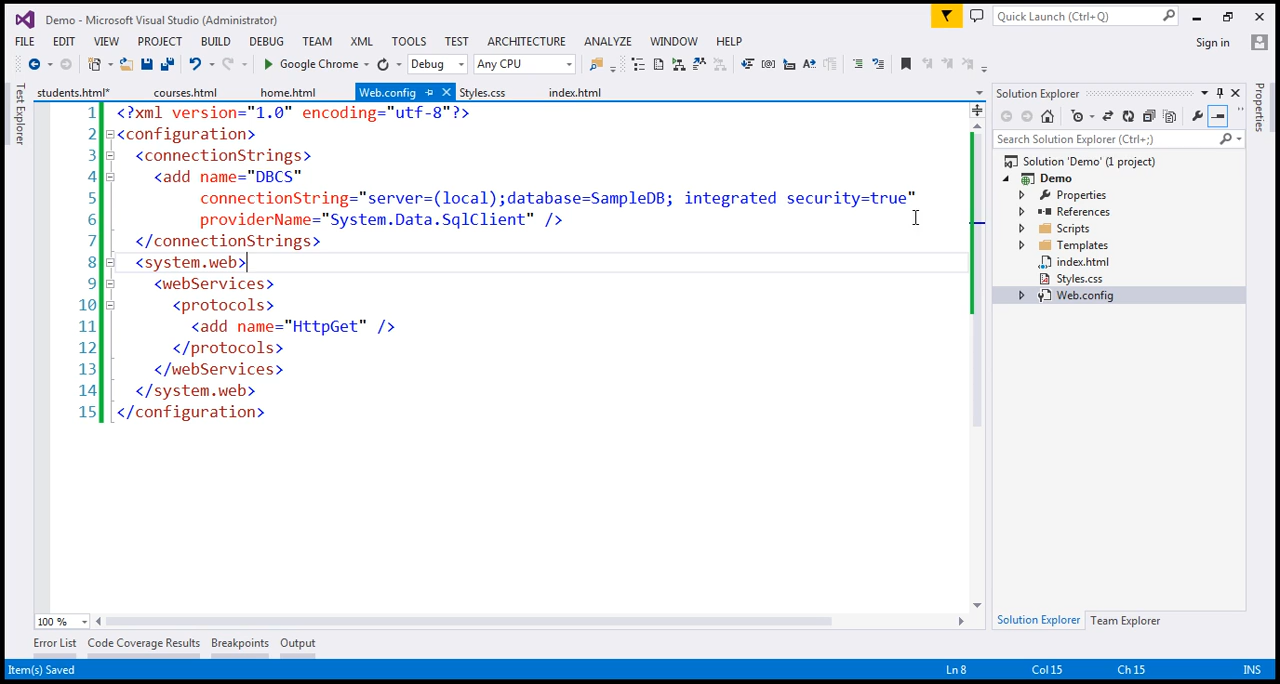 Demo - Microsoft Visual Studio (Administrator)
Quick Launch (Ctrl+Q)
FILE EDIT VIEW PROJECT BUILD DEBUG TEAM XML TOOLS TEST ARCHITECTURE ANALYZE WINDOW HELP
Sign in
Google Chrome Debug Any CPU
Test Explorer
students.html* courses.html home.html Web.config Styles.css index.html
1 <?xml version="1.0" encoding="utf-8"?>
2 <configuration>
3 <connectionStrings>
4 <add name="DBCS"
5 connectionString="server=(local);database=SampleDB; integrated security=true"
6 providerName="System.Data.SqlClient" />
7 </connectionStrings>
8 <system.web>
9 <webServices>
10 <protocols>
11 <add name="HttpGet" />
12 </protocols>
13 </webServices>
14 </system.web>
15 </configuration>
100 %
Solution Explorer
Search Solution Explorer (Ctrl+;)
Solution 'Demo' (1 project)
Demo
Properties
References
Scripts
Templates
index.html
Styles.css
Web.config
Solution Explorer Team Explorer
Properties
Error List Code Coverage Results Breakpoints Output
Item(s) Saved Ln 8 Col 15 Ch 15 INS